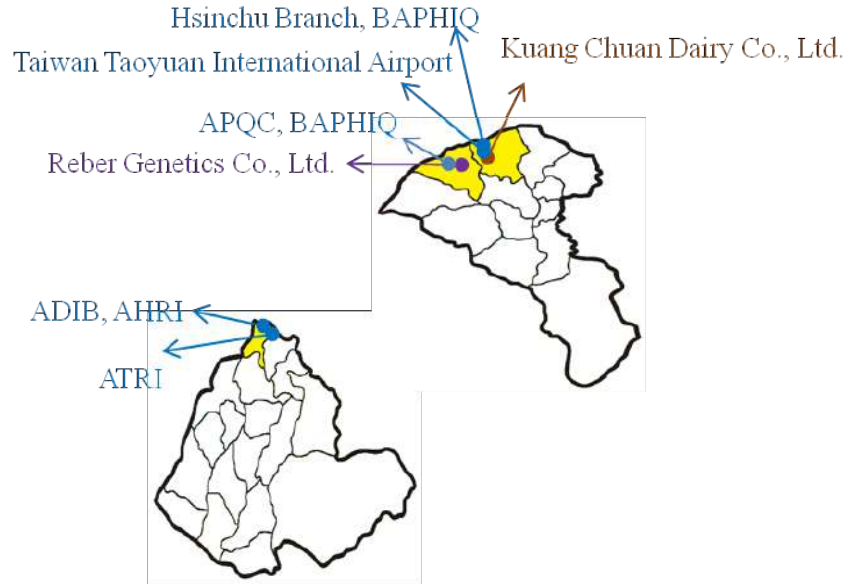 Hsinchu Branch, BAPHIQ
Kuang Chuan Dairy Co., Ltd.
Taiwan Taoyuan International Airport
APQC, BAPHIQ
Reber Genetics Co., Ltd.
ADIB, AHRI
ATRI